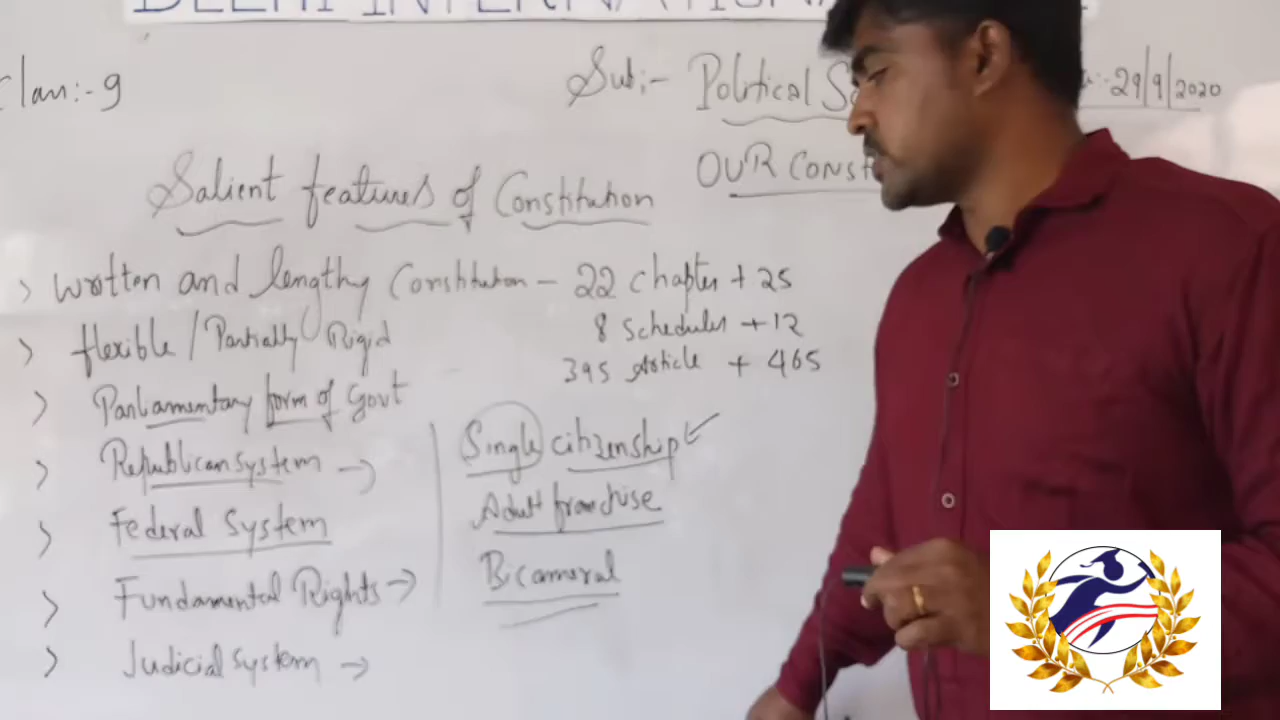 DELHI INTERNATIONAL
Class:- 9
Sub:- Political Sc
29/9/2020
OUR CONST
Salient features of Constitution
> written and lengthy Constitution - 22 chapter + 25
8 Schedules + 12
395 Article + 465
> flexible / Partially Rigid
> Parliamentary form of Govt
> Republican system →
> Federal System
> Fundamental Rights →
> Judicial system →
Single citizenship ✓
Adult franchise
Bicameral